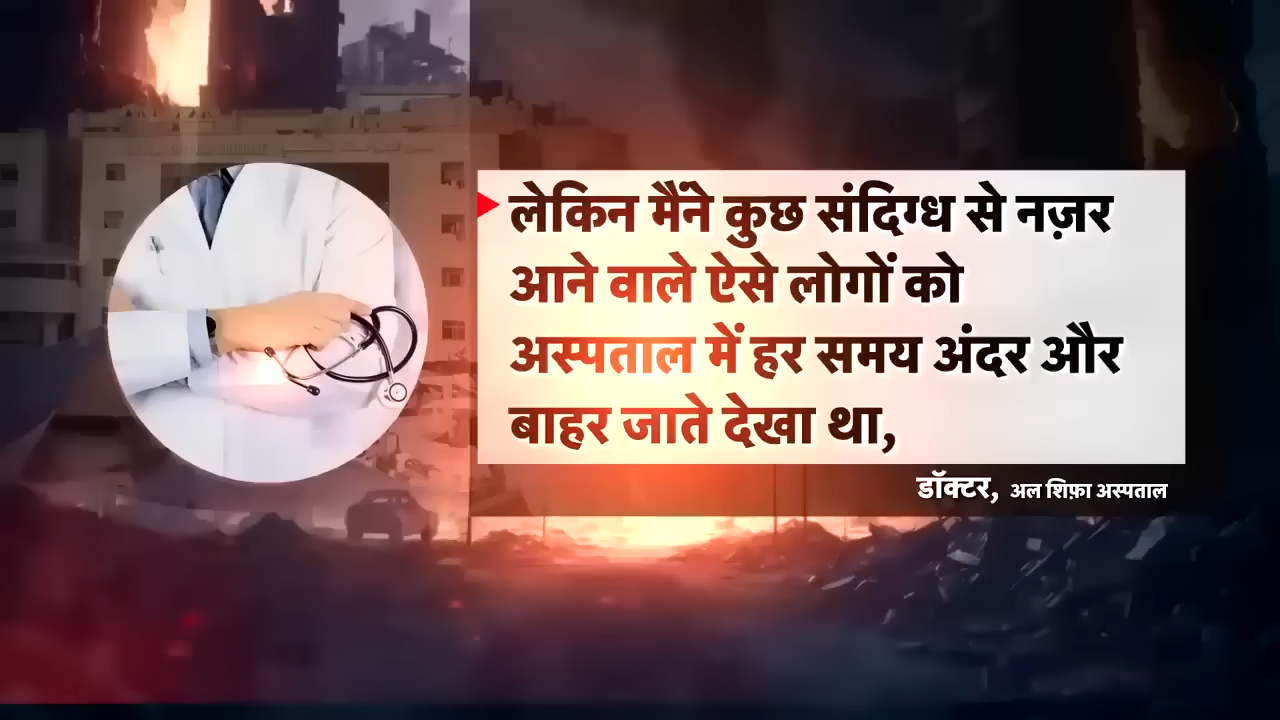 लेकिन मैंने कुछ संदिग्ध से नज़र
आने वाले ऐसे लोगों को
अस्पताल में हर समय अंदर और
बाहर जाते देखा था,
डॉक्टर, अल शिफ़ा अस्पताल